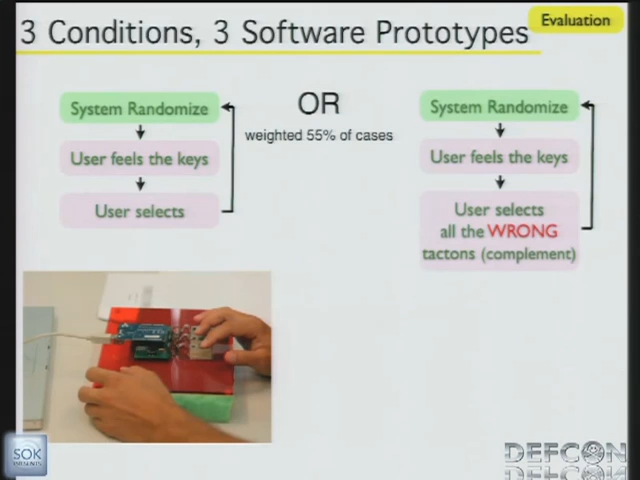 3 Conditions, 3 Software Prototypes
Evaluation
System Randomize
User feels the keys
User selects
OR
weighted 55% of cases
System Randomize
User feels the keys
User selects
all the WRONG
tactons (complement)
SOK
DEFCON